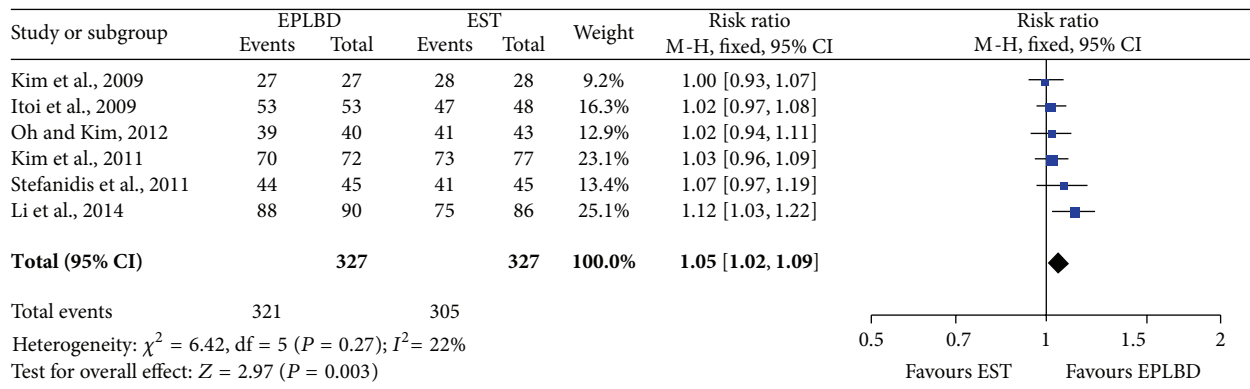 Study or subgroup EPLBD EST Weight Risk ratio Risk ratio
Events Total Events Total M-H, fixed, 95% CI M-H, fixed, 95% CI
Kim et al., 2009 27 27 28 28 9.2% 1.00 [0.93, 1.07]
Itoi et al., 2009 53 53 47 48 16.3% 1.02 [0.97, 1.08]
Oh and Kim, 2012 39 40 41 43 12.9% 1.02 [0.94, 1.11]
Kim et al., 2011 70 72 73 77 23.1% 1.03 [0.96, 1.09]
Stefanidis et al., 2011 44 45 41 45 13.4% 1.07 [0.97, 1.19]
Li et al., 2014 88 90 75 86 25.1% 1.12 [1.03, 1.22]
Total (95% CI) 327 327 100.0% 1.05 [1.02, 1.09]
Total events 321 305
Heterogeneity: χ² = 6.42, df = 5 (P = 0.27); I² = 22%
Test for overall effect: Z = 2.97 (P = 0.003)
0.5 0.7 1 1.5 2
Favours EST Favours EPLBD